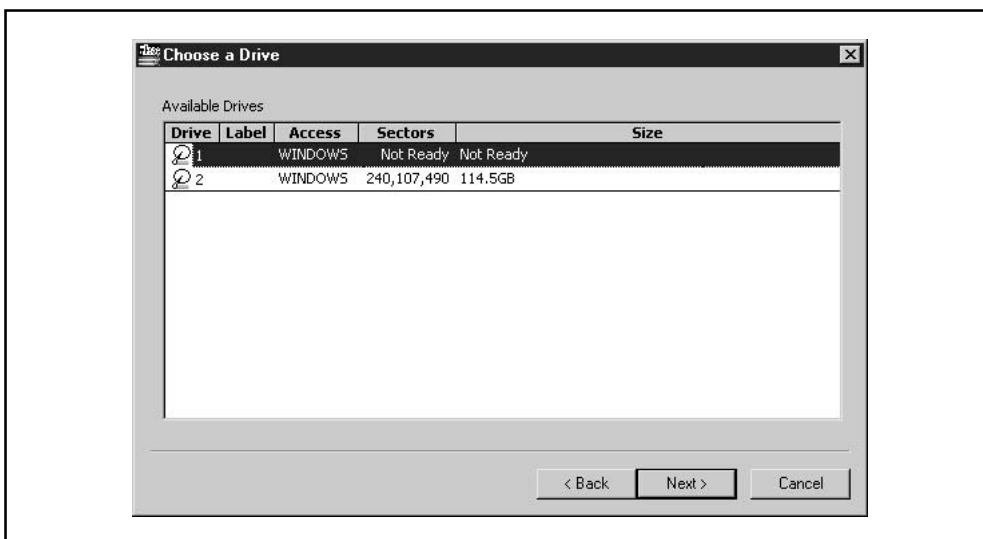 Choose a Drive
Available Drives
Drive Label Access Sectors Size
1 WINDOWS Not Ready Not Ready
2 WINDOWS 240,107,490 114.5GB
< Back Next > Cancel